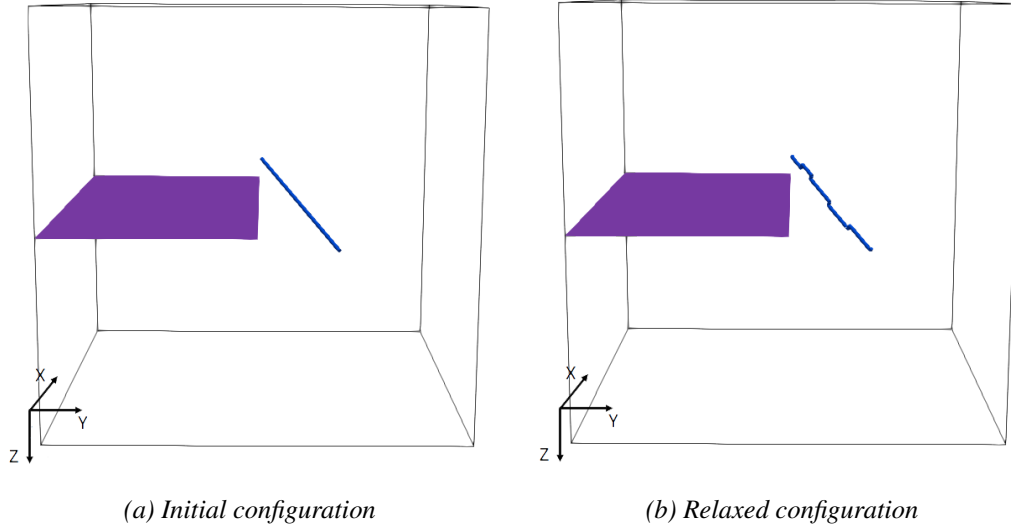 X
Y
Z
X
Y
Z
(a) Initial configuration
(b) Relaxed configuration